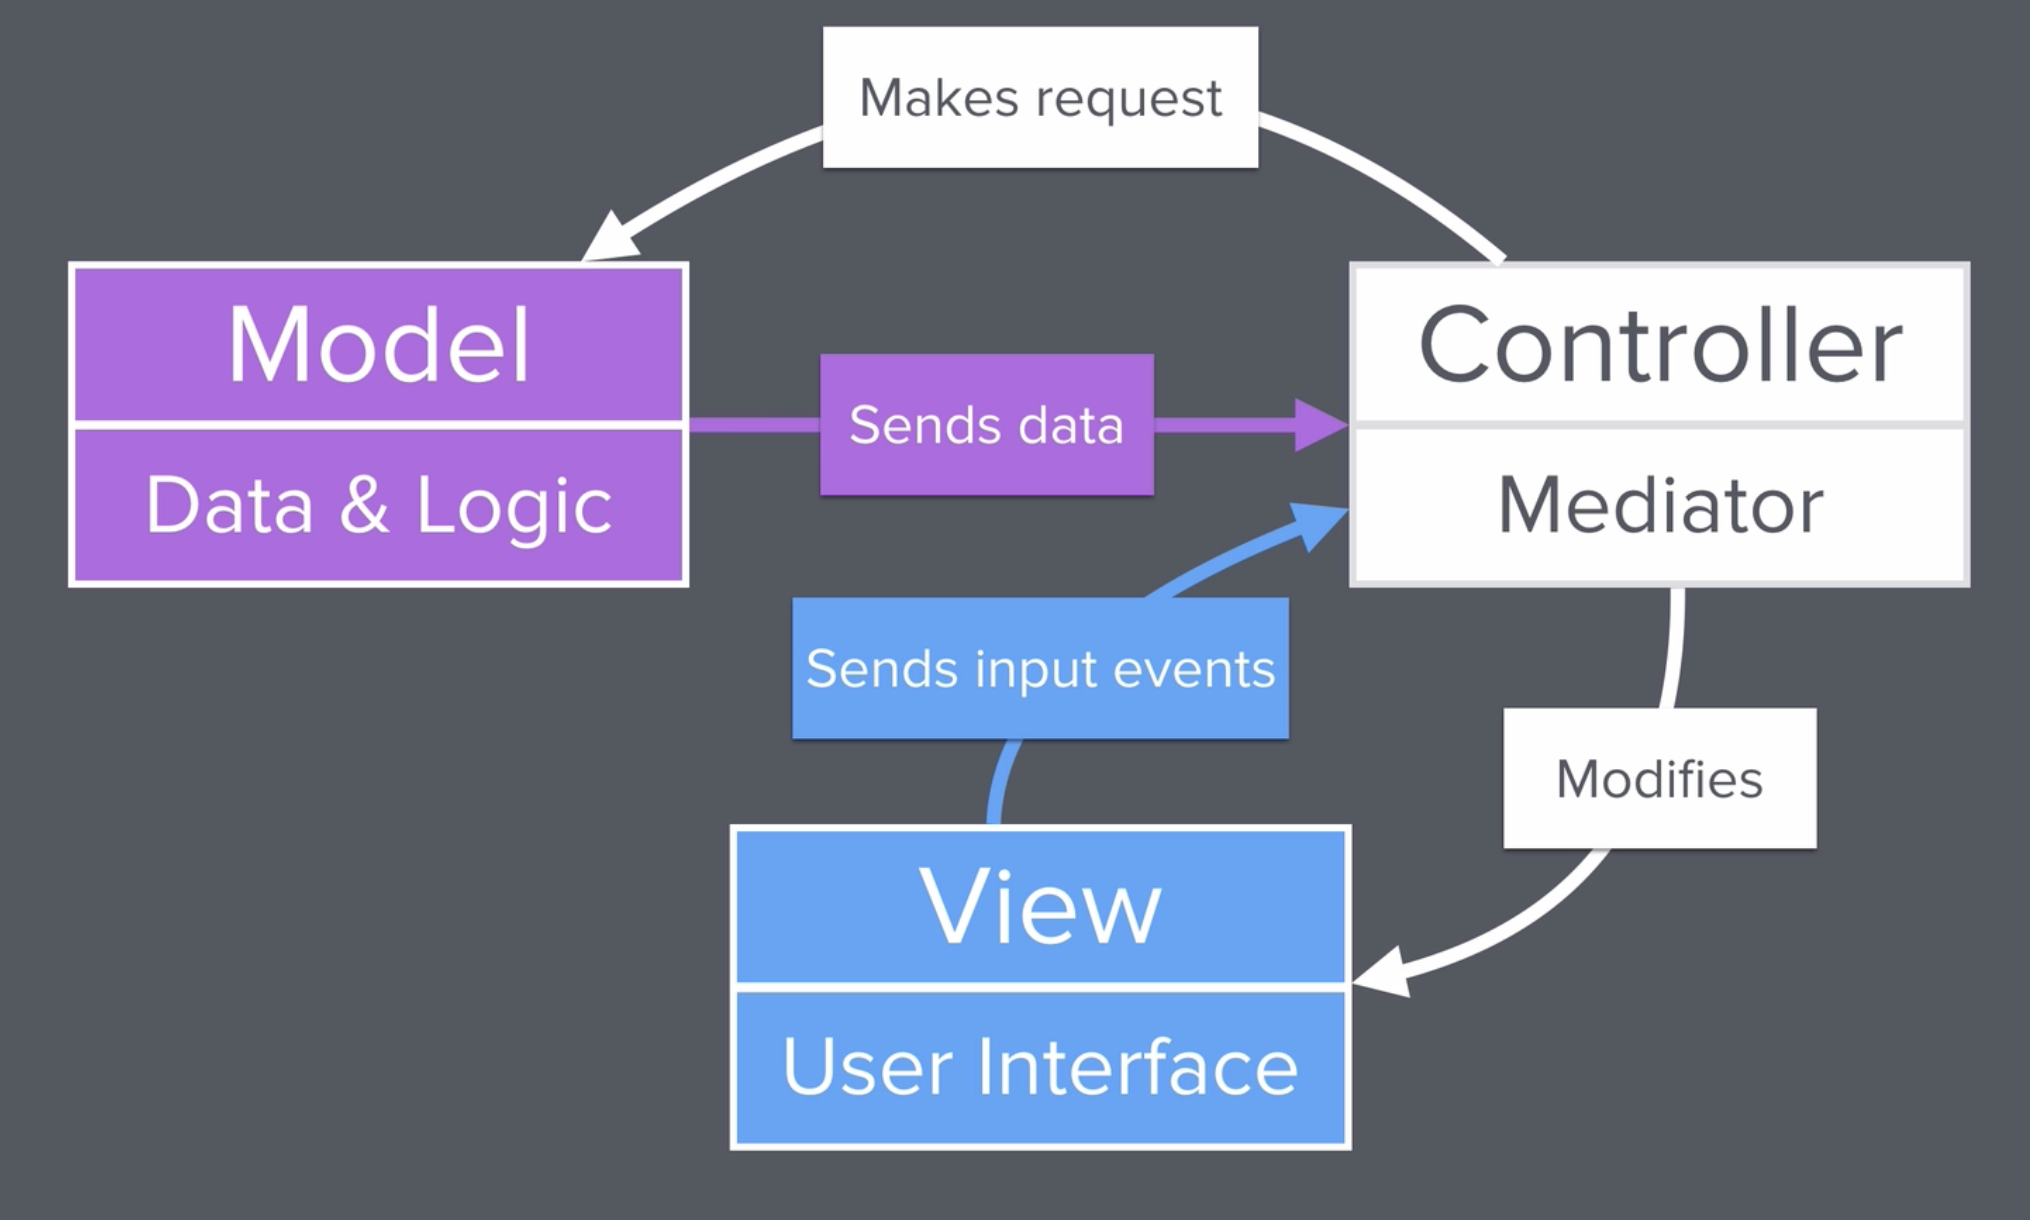 Makes request
Model
Data & Logic
Sends data
Controller
Mediator
Sends input events
Modifies
View
User Interface